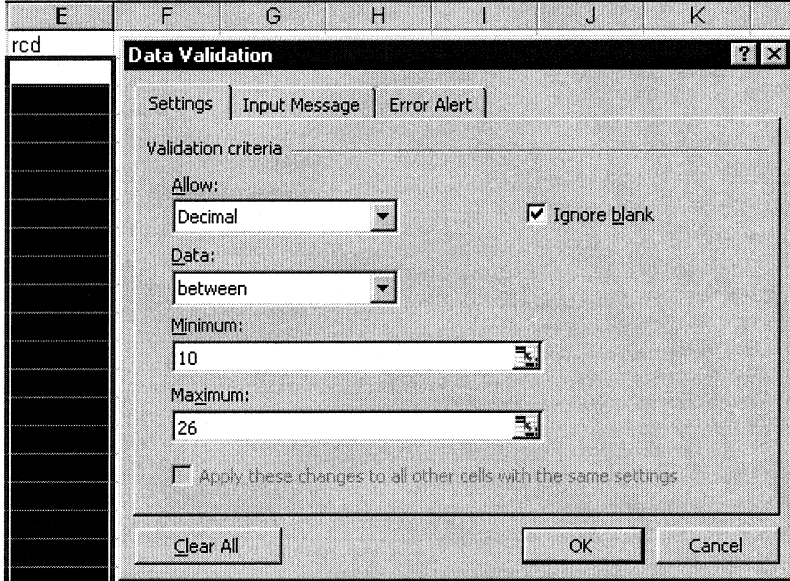 E F G H I J K
rcd
Data Validation ? ×
Settings Input Message Error Alert
Validation criteria
Allow:
Decimal
Ignore blank
Data:
between
Minimum:
10
Maximum:
26
Apply these changes to all other cells with the same settings
Clear All OK Cancel